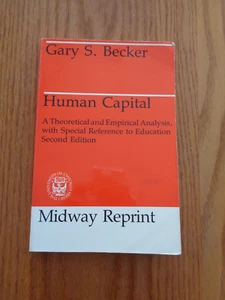 Gary S. Becker
Human Capital
A Theoretical and Empirical Analysis,
with Special Reference to Education
Second Edition
Midway Reprint